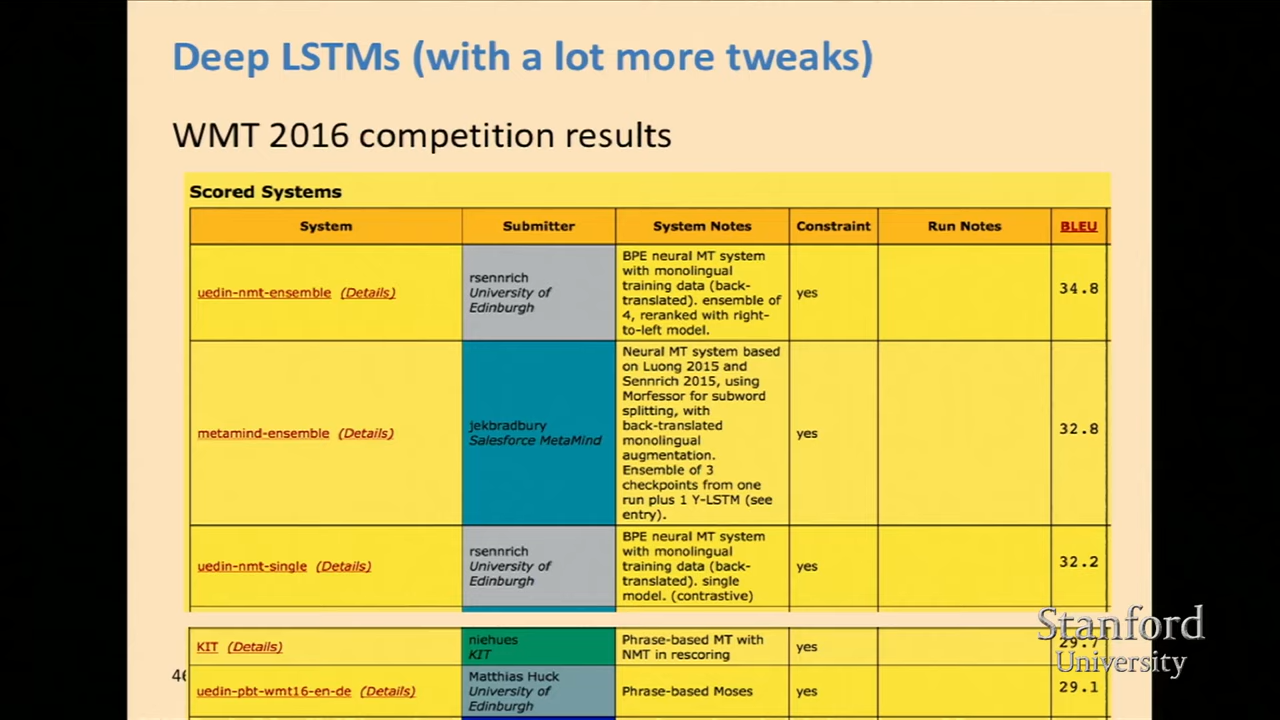 Deep LSTMs (with a lot more tweaks)
WMT 2016 competition results
Scored Systems
System Submitter System Notes Constraint Run Notes BLEU
uedin-nmt-ensemble (Details)
rsennrich
University of
Edinburgh
BPE neural MT system
with monolingual
training data (back-
translated). ensemble of
4, reranked with right-
to-left model.
yes
34.8
metamind-ensemble (Details)
jekbradbury
Salesforce MetaMind
Neural MT system based
on Luong 2015 and
Sennrich 2015, using
Morfessor for subword
splitting, with
back-translated
monolingual
augmentation.
Ensemble of 3
checkpoints from one
run plus 1 Y-LSTM (see
entry).
yes
32.8
uedin-nmt-single (Details)
rsennrich
University of
Edinburgh
BPE neural MT system
with monolingual
training data (back-
translated). single
model. (contrastive)
yes
32.2
KIT (Details)
niehues
KIT
Phrase-based MT with
NMT in rescoring
yes
uedin-pbt-wmt16-en-de (Details)
Matthias Huck
University of
Edinburgh
Phrase-based Moses
yes
29.1
Stanford
University